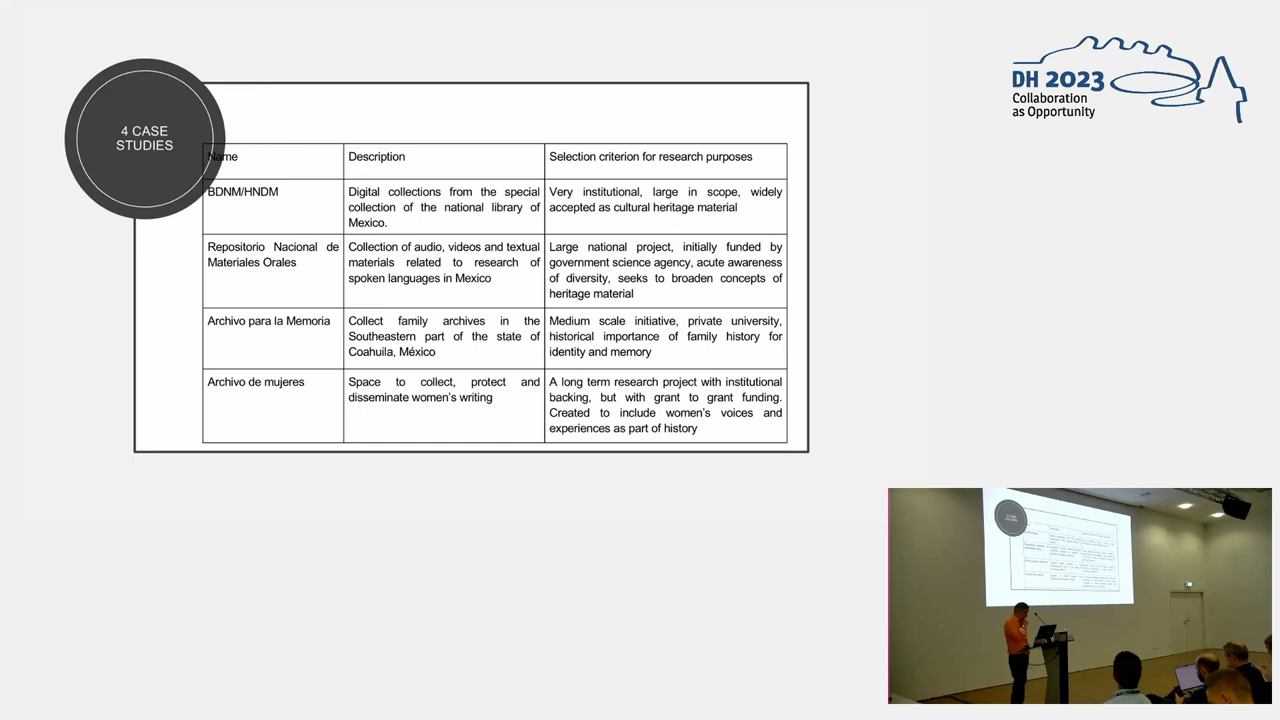 DH 2023
Collaboration
as Opportunity
4 CASE
STUDIES
Name
Description
Selection criterion for research purposes
BDNM/HNDM
Digital collections from the special
collection of the national library of
Mexico.
Very institutional, large in scope, widely
accepted as cultural heritage material
Repositorio Nacional de
Materiales Orales
Collection of audio, videos and textual
materials related to research of
spoken languages in Mexico
Large national project, initially funded by
government science agency, acute awareness
of diversity, seeks to broaden concepts of
heritage material
Archivo para la Memoria
Collect family archives in the
Southeastern part of the state of
Coahuila, México
Medium scale initiative, private university,
historical importance of family history for
identity and memory
Archivo de mujeres
Space to collect, protect and
disseminate women's writing
A long term research project with institutional
backing, but with grant to grant funding.
Created to include women's voices and
experiences as part of history
4 CASE
STUDIES